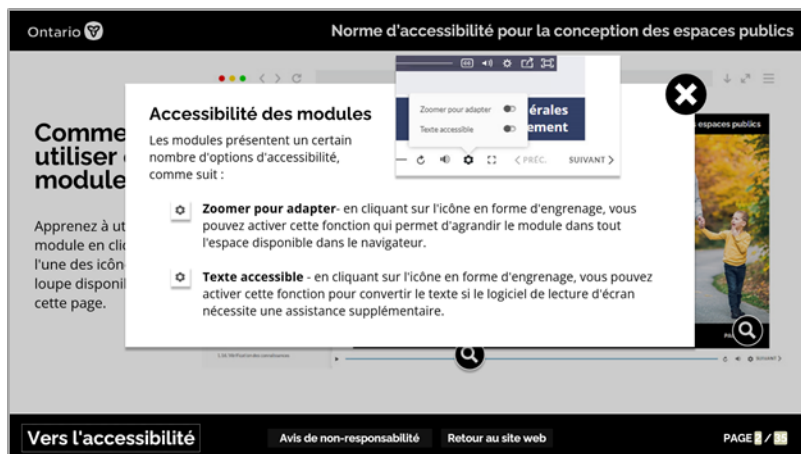 Ontario
Norme d'accessibilité pour la conception des espaces publics
Comme
utiliser
module
Apprenez à ut
module en clic
l'une des icôn
loupe disponil
cette page.
Accessibilité des modules
Les modules présentent un certain
nombre d'options d'accessibilité,
comme suit :
Zoomer pour adapter
Texte accessible
érales
ement
< PRÉC. SUIVANT >
Zoomer pour adapter- en cliquant sur l'icône en forme d'engrenage, vous
pouvez activer cette fonction qui permet d'agrandir le module dans tout
l'espace disponible dans le navigateur.
Texte accessible - en cliquant sur l'icône en forme d'engrenage, vous pouvez
activer cette fonction pour convertir le texte si le logiciel de lecture d'écran
nécessite une assistance supplémentaire.
espaces publics
SUIVANT >
Vers l'accessibilité
Avis de non-responsabilité
Retour au site web
PAGE 2 / 35